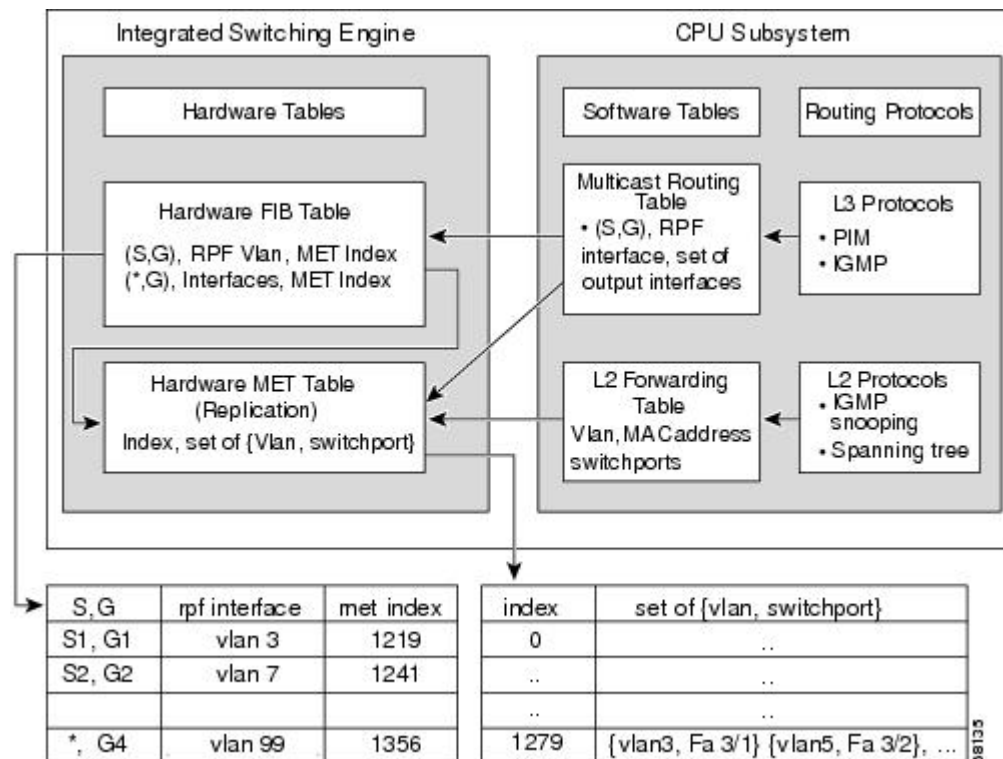 Integrated Switching Engine
CPU Subsystem
Hardware Tables
Software Tables
Routing Protocols
Hardware FIB Table
(S,G), RPF Vlan, MET Index
(*,G), Interfaces, MET Index
Multicast Routing
Table
• (S,G), RPF
interface, set of
output interfaces
L3 Protocols
• PIM
• IGMP
Hardware MET Table
(Replication)
Index, set of {Vlan, switchport}
L2 Forwarding
Table
Vlan, MAC address
switchports
L2 Protocols
• IGMP
snooping
• Spanning tree
S,G rpf interface met index
S1, G1 vlan 3 1219
S2, G2 vlan 7 1241
*, G4 vlan 99 1356
index set of {vlan, switchport}
0 ..
.. ..
.. ..
1279 {vlan3, Fa 3/1} {vlan5, Fa 3/2}, ...